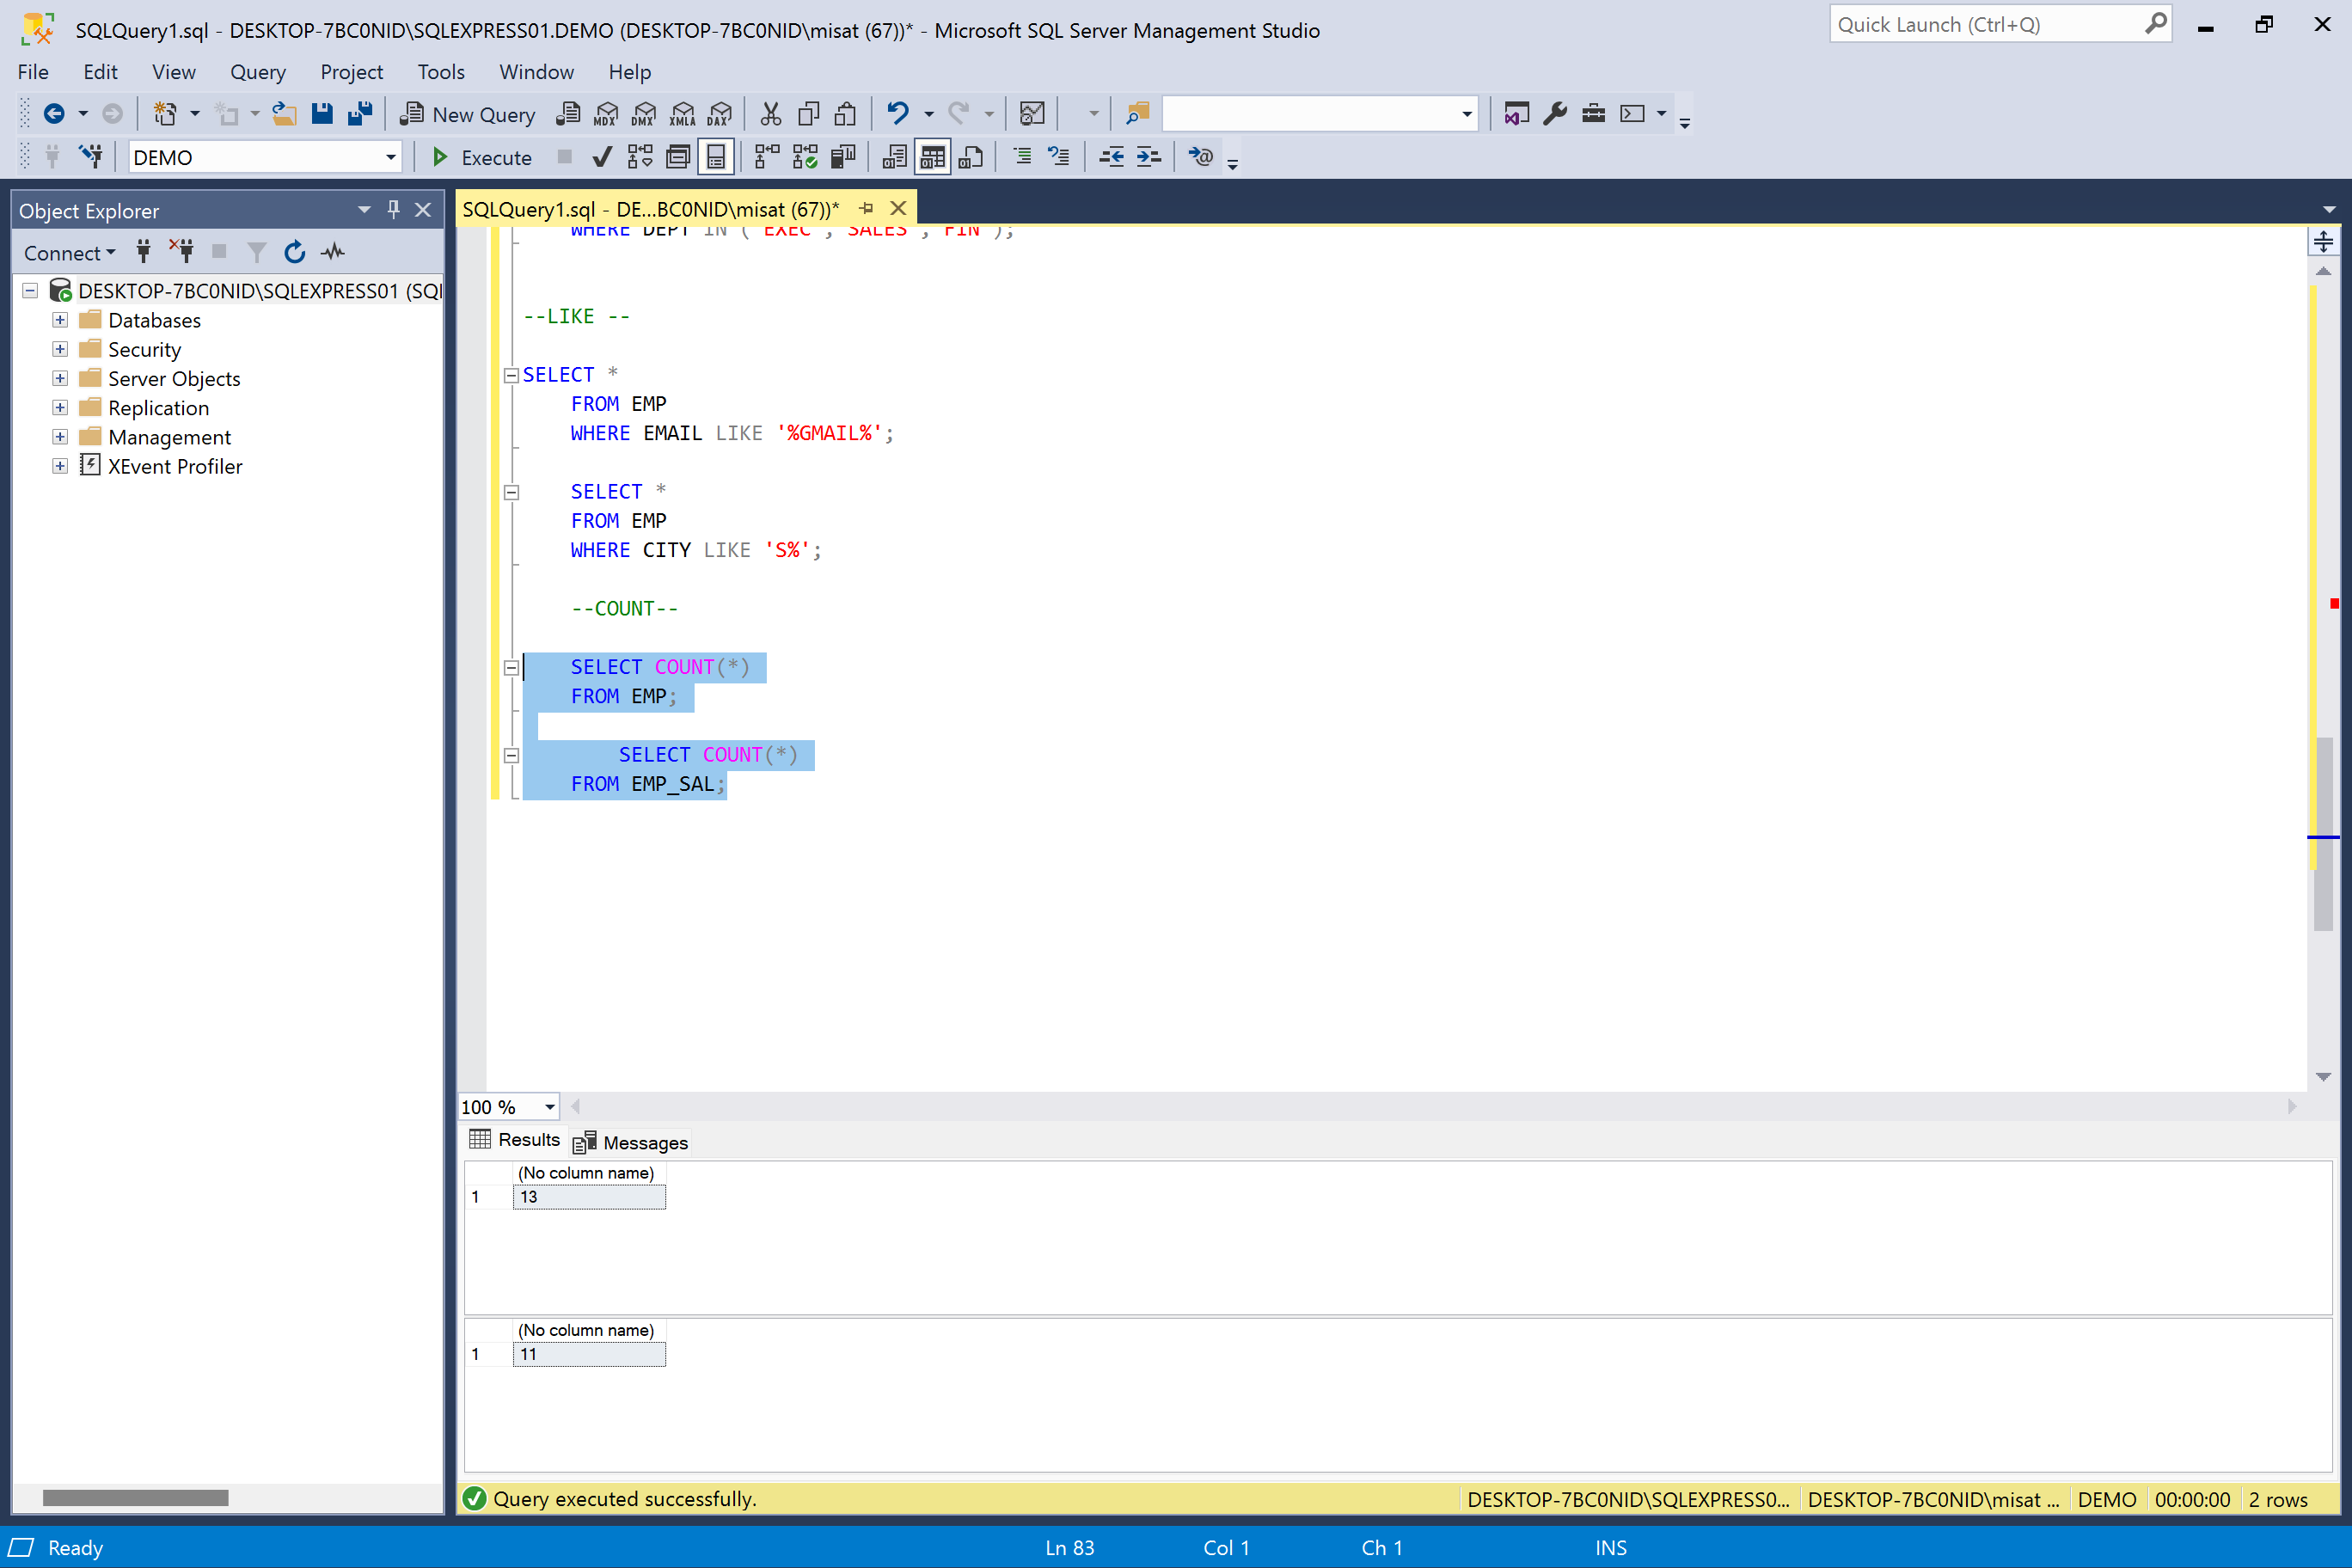 SQLQuery1.sql - DESKTOP-7BC0NID\SQLEXPRESS01.DEMO (DESKTOP-7BC0NID\misat (67))* - Microsoft SQL Server Management Studio
Quick Launch (Ctrl+Q)
File Edit View Query Project Tools Window Help
New Query MDX DMX XMLA DAX
DEMO Execute
Object Explorer
SQLQuery1.sql - DE...BC0NID\misat (67))*
Connect
DESKTOP-7BC0NID\SQLEXPRESS01 (SQL
Databases
Security
Server Objects
Replication
Management
XEvent Profiler
WHERE DEPT IN ('EXEC','SALES','FIN');
--LIKE --
SELECT *
FROM EMP
WHERE EMAIL LIKE '%GMAIL%';
SELECT *
FROM EMP
WHERE CITY LIKE 'S%';
--COUNT--
SELECT COUNT(*)
FROM EMP;
SELECT COUNT(*)
FROM EMP_SAL;
100 %
Results Messages
(No column name)
1 13
(No column name)
1 11
Query executed successfully. DESKTOP-7BC0NID\SQLEXPRESS0... DESKTOP-7BC0NID\misat ... DEMO 00:00:00 2 rows
Ready Ln 83 Col 1 Ch 1 INS